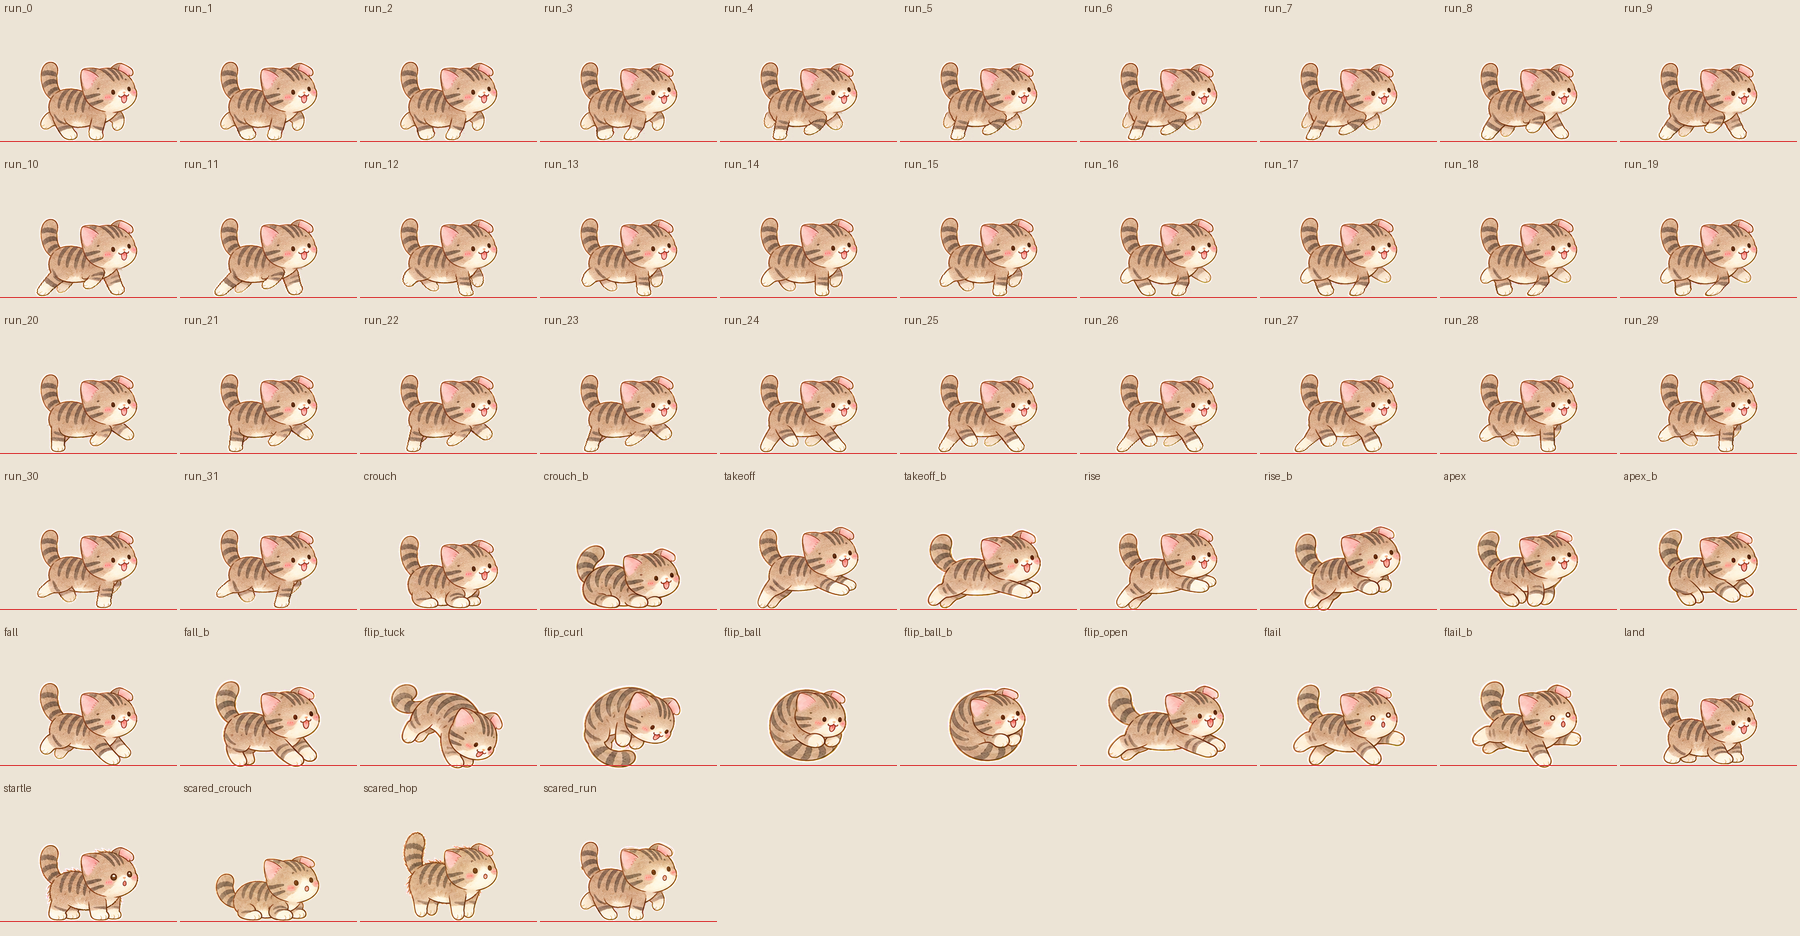 run_0 run_1 run_2 run_3 run_4 run_5 run_6 run_7 run_8 run_9
run_10 run_11 run_12 run_13 run_14 run_15 run_16 run_17 run_18 run_19
run_20 run_21 run_22 run_23 run_24 run_25 run_26 run_27 run_28 run_29
run_30 run_31 crouch crouch_b takeoff takeoff_b rise rise_b apex apex_b
fall fall_b flip_tuck flip_curl flip_ball flip_ball_b flip_open flail flail_b land
startle scared_crouch scared_hop scared_run